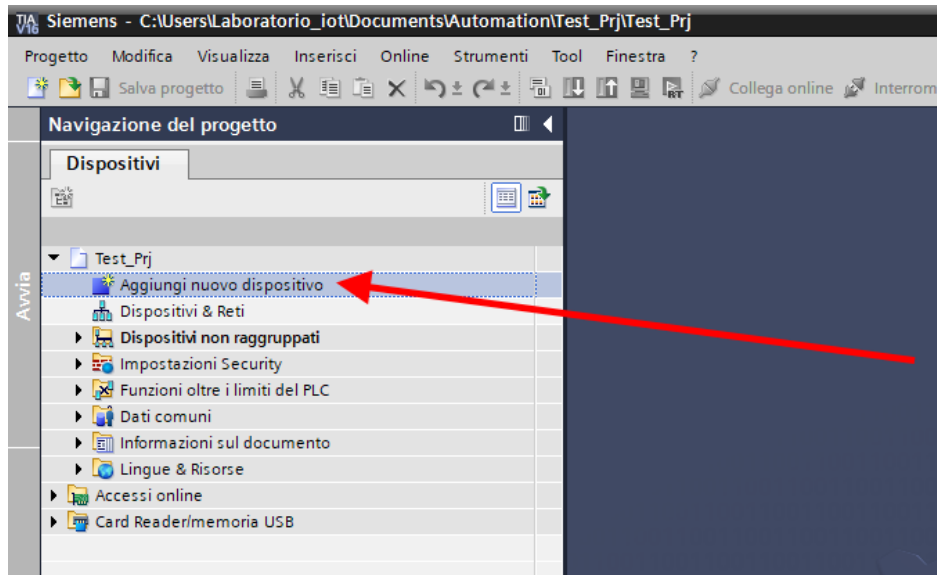 TIA V16 Siemens - C:\Users\Laboratorio_iot\Documents\Automation\Test_Prj\Test_Prj
Progetto Modifica Visualizza Inserisci Online Strumenti Tool Finestra ?
Salva progetto Collega online Interrom
Navigazione del progetto
Dispositivi
Avvia
Test_Prj
Aggiungi nuovo dispositivo
Dispositivi & Reti
Dispositivi non raggruppati
Impostazioni Security
Funzioni oltre i limiti del PLC
Dati comuni
Informazioni sul documento
Lingue & Risorse
Accessi online
Card Reader/memoria USB